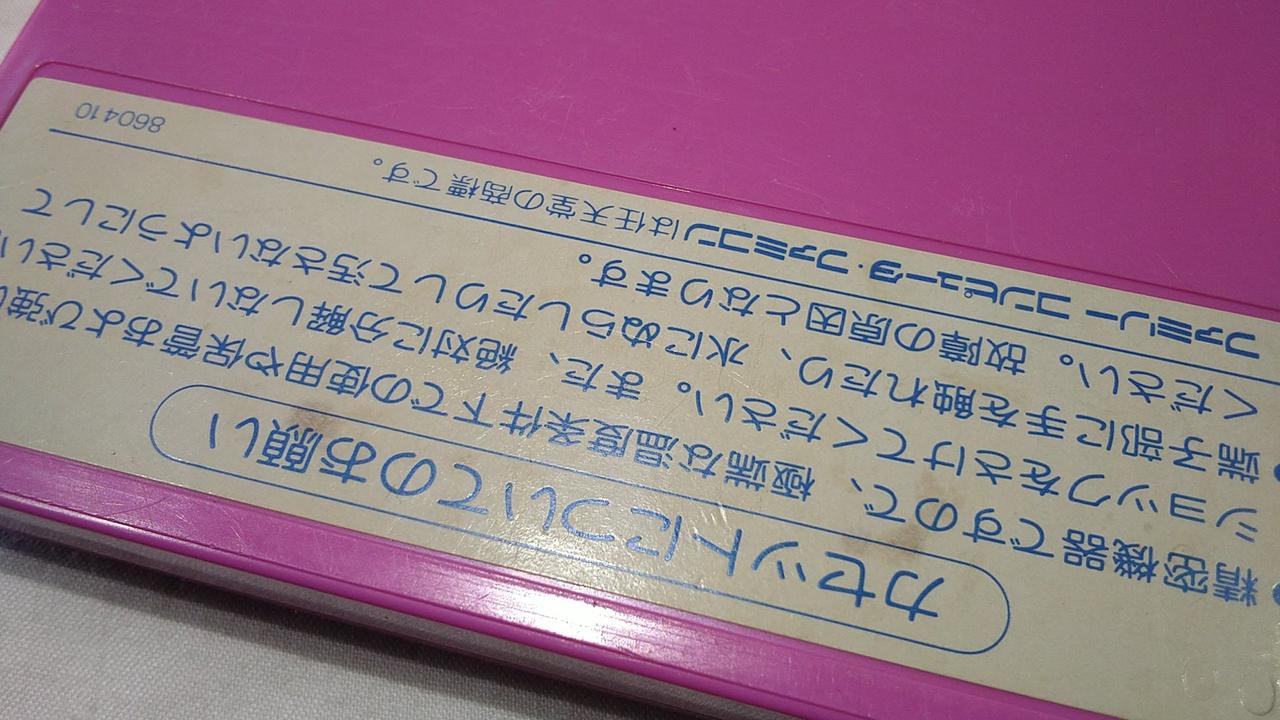 カセットについてのお願い
精密機器ですので、極端な温度条件下での使用や保管および強い
ショックをさけてください。また、絶対に分解しないでください
端子部に手を触れたり、水にぬらしたりして汚さないようにして
ください。故障の原因となります。
ファミリーコンピュータ・ファミコンは任天堂の商標です。
860410